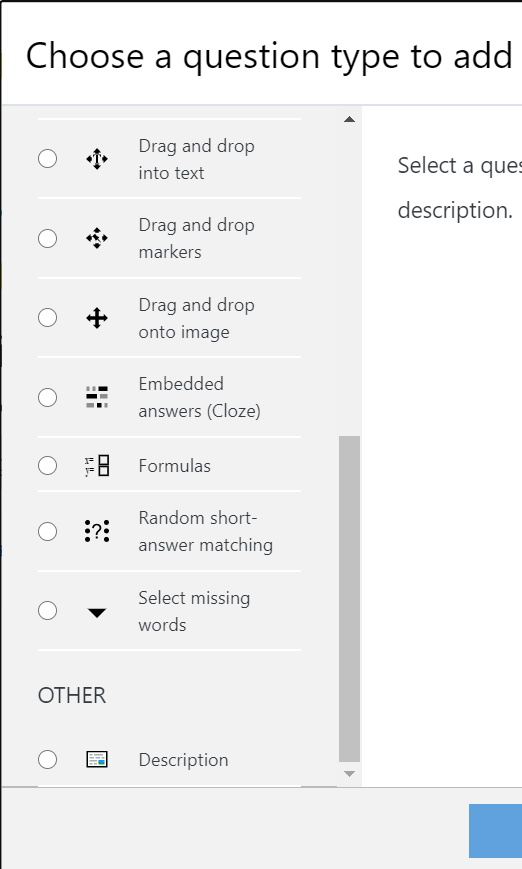 Choose a question type to add
Drag and drop
into text
Select a ques
description.
Drag and drop
markers
Drag and drop
onto image
Embedded
answers (Cloze)
x=
y=
Formulas
?
Random short-
answer matching
Select missing
words
OTHER
Description